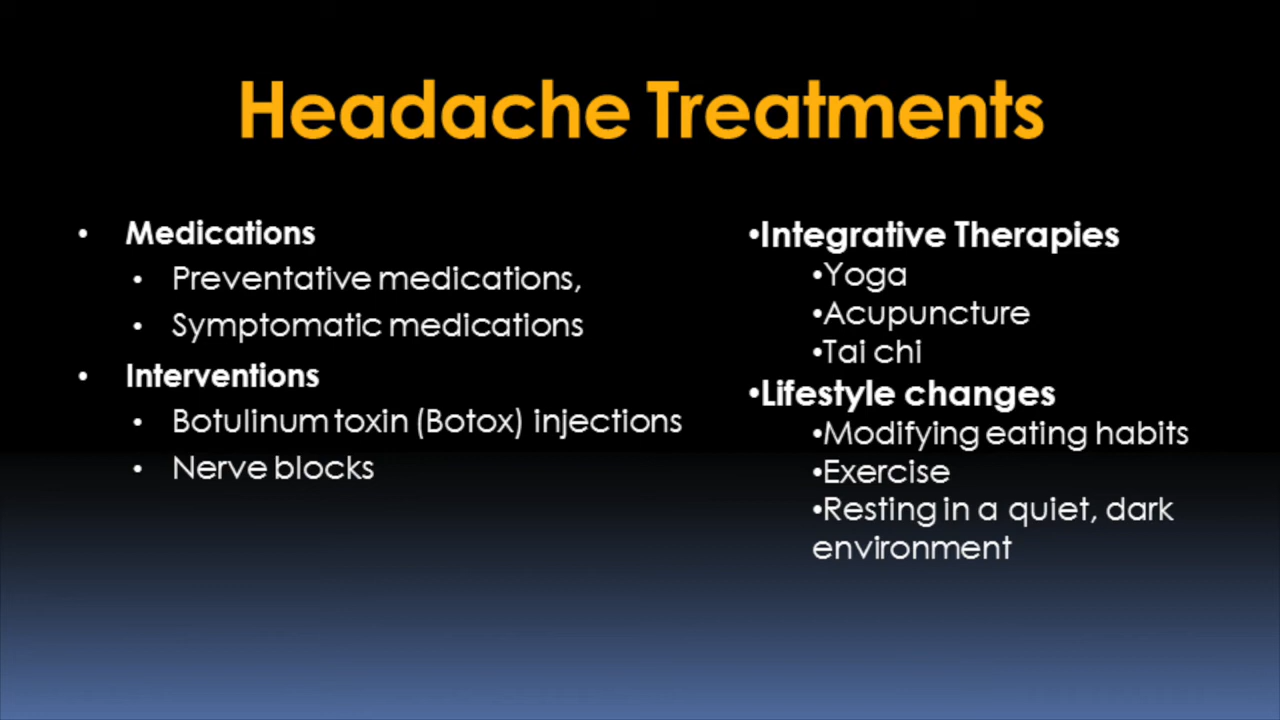 Headache Treatments
• Medications
• Preventative medications,
• Symptomatic medications
• Interventions
• Botulinum toxin (Botox) injections
• Nerve blocks
•Integrative Therapies
•Yoga
•Acupuncture
•Tai chi
•Lifestyle changes
•Modifying eating habits
•Exercise
•Resting in a quiet, dark
environment